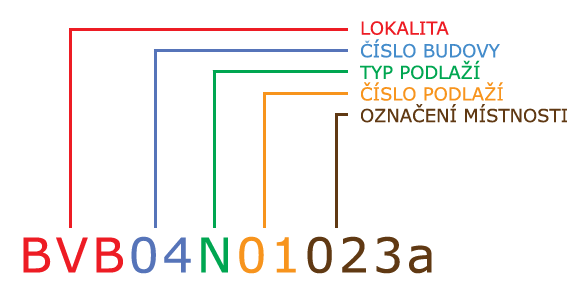 LOKALITA
ČÍSLO BUDOVY
TYP PODLAŽÍ
ČÍSLO PODLAŽÍ
OZNAČENÍ MÍSTNOSTI
BVB04N01023a